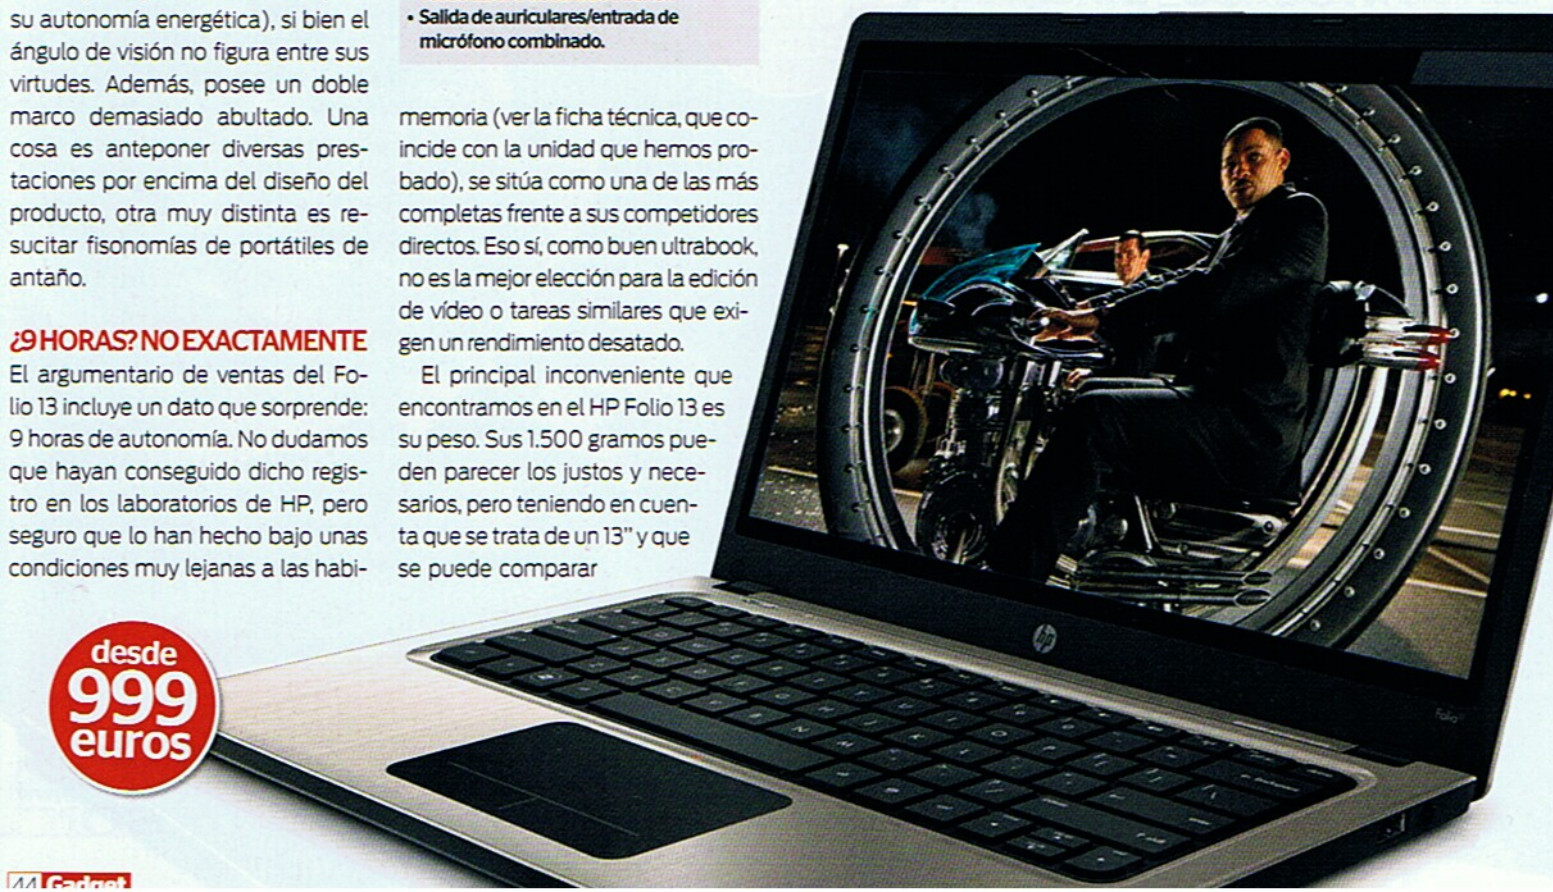 su autonomía energética), si bien el
ángulo de visión no figura entre sus
virtudes. Además, posee un doble
marco demasiado abultado. Una
cosa es anteponer diversas pres-
taciones por encima del diseño del
producto, otra muy distinta es re-
sucitar fisonomías de portátiles de
antaño.
¿9 HORAS? NO EXACTAMENTE
El argumentario de ventas del Fo-
lio 13 incluye un dato que sorprende:
9 horas de autonomía. No dudamos
que hayan conseguido dicho regis-
tro en los laboratorios de HP, pero
seguro que lo han hecho bajo unas
condiciones muy lejanas a las habi-
• Salida de auriculares/entrada de
micrófono combinado.
memoria (ver la ficha técnica, que co-
incide con la unidad que hemos pro-
bado), se sitúa como una de las más
completas frente a sus competidores
directos. Eso sí, como buen ultrabook,
no es la mejor elección para la edición
de vídeo o tareas similares que exi-
gen un rendimiento desatado.
El principal inconveniente que
encontramos en el HP Folio 13 es
su peso. Sus 1.500 gramos pue-
den parecer los justos y nece-
sarios, pero teniendo en cuen-
ta que se trata de un 13" y que
se puede comparar
desde
999
euros
hp
Folio
44 Gadget